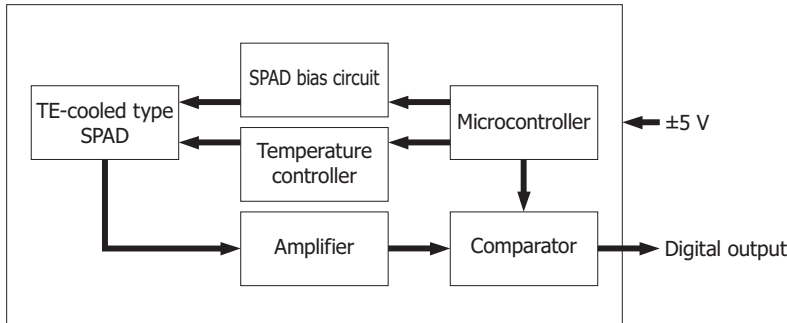 SPAD bias circuit
TE-cooled type
SPAD
Microcontroller
±5 V
Temperature
controller
Amplifier
Comparator
Digital output